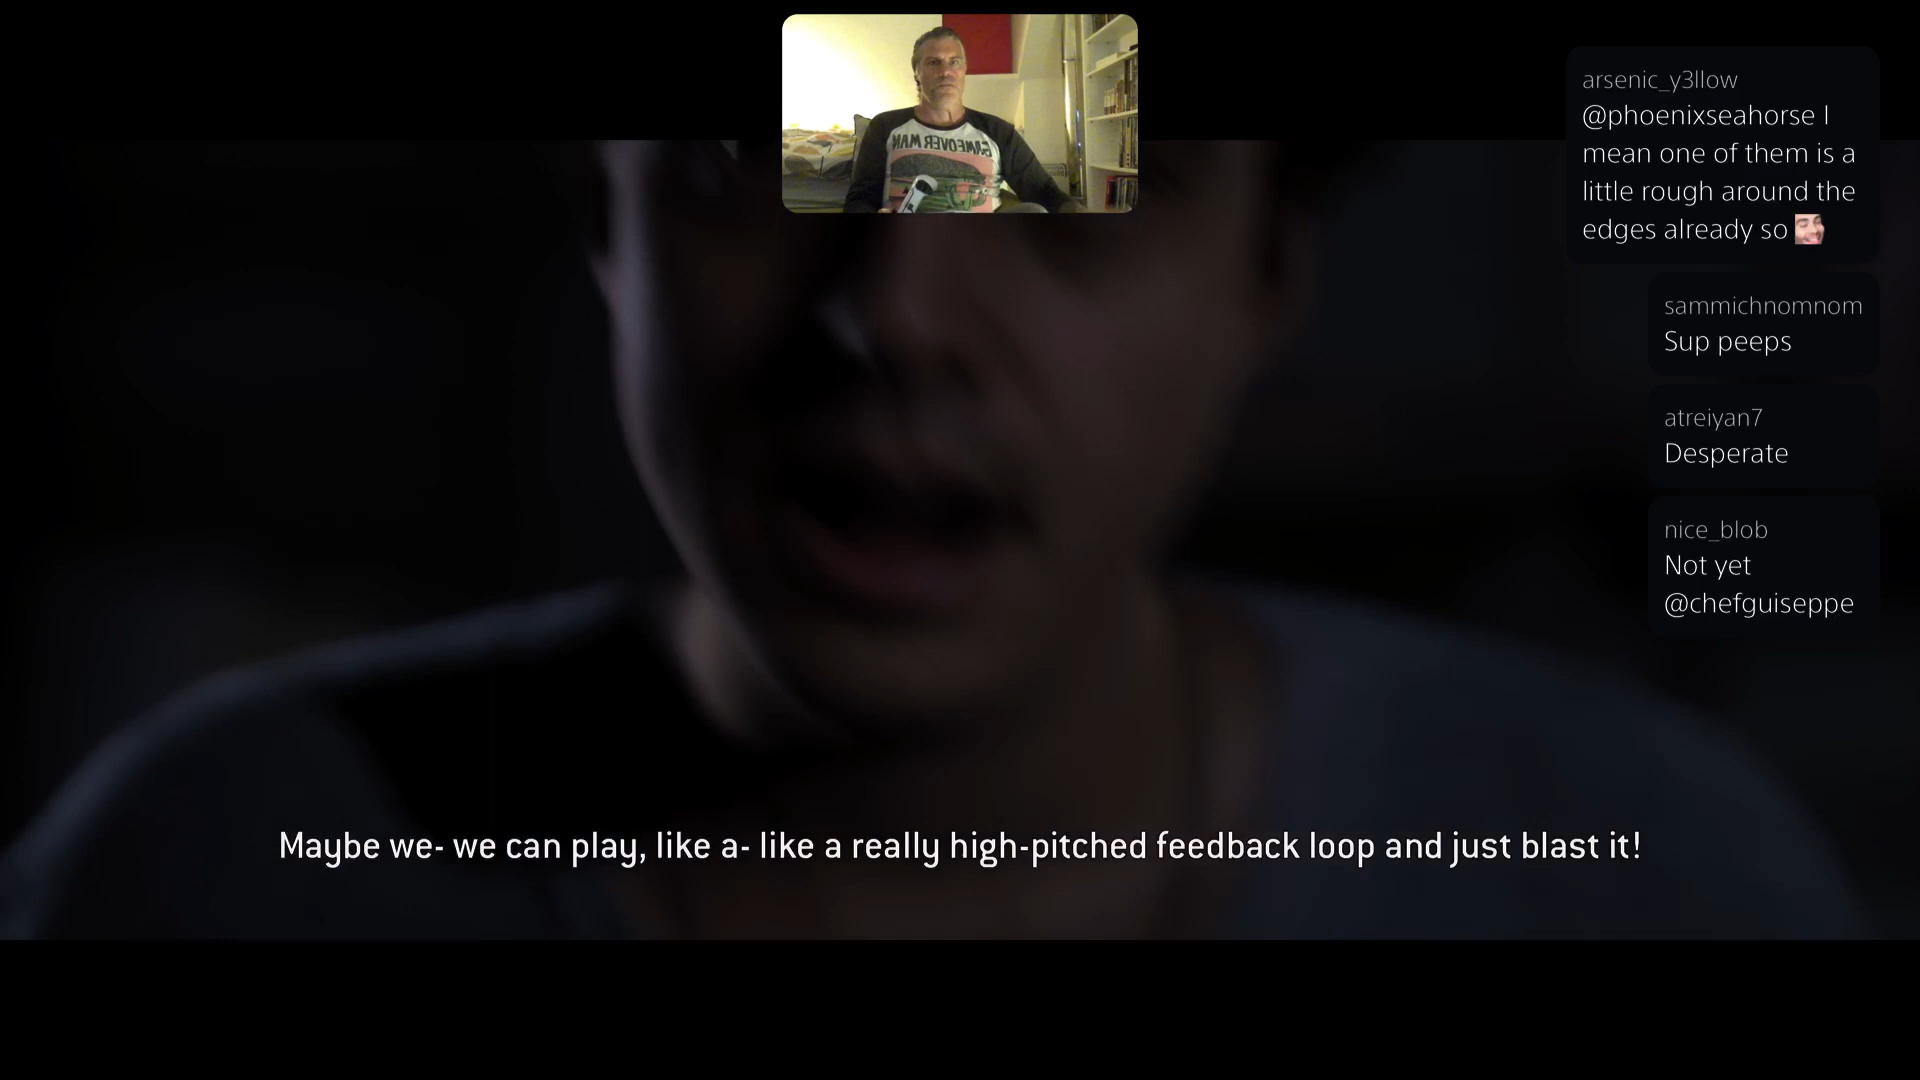 GAMEOVER MAN
arsenic_y3llow
@phoenixseahorse I
mean one of them is a
little rough around the
edges already so
sammichnomnom
Sup peeps
atreiyan7
Desperate
nice_blob
Not yet
@chefguiseppe
Maybe we- we can play, like a- like a really high-pitched feedback loop and just blast it!